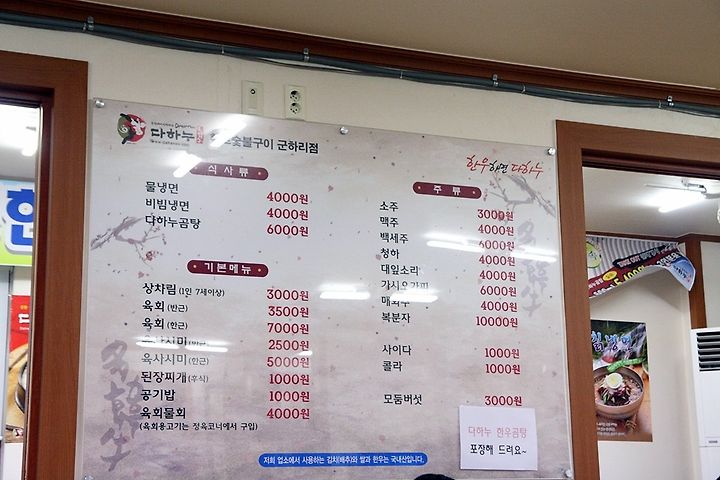 다하누
숯불구이 군하리점
한우하면 다하누
식사류
물냉면 4000원
비빔냉면 4000원
다하누곰탕 6000원
기본메뉴
상차림 (1인 7세이상) 3000원
육회 (반근) 3500원
육회 (한근) 7000원
2500원
육사시미 (한근) 5000원
된장찌개 (후식) 1000원
공기밥 1000원
육회물회 4000원
(육회용고기는 정육코너에서 구입)
주류
소주 3000원
맥주 4000원
백세주 6000원
청하 4000원
대잎소리 4000원
가시오가피 6000원
매화수 4000원
복분자 10000원
사이다 1000원
콜라 1000원
모둠버섯 3000원
다하누 한우곰탕
포장해 드려요~
저희 업소에서 사용하는 김치(배추)와 쌀과 한우는 국내산입니다.